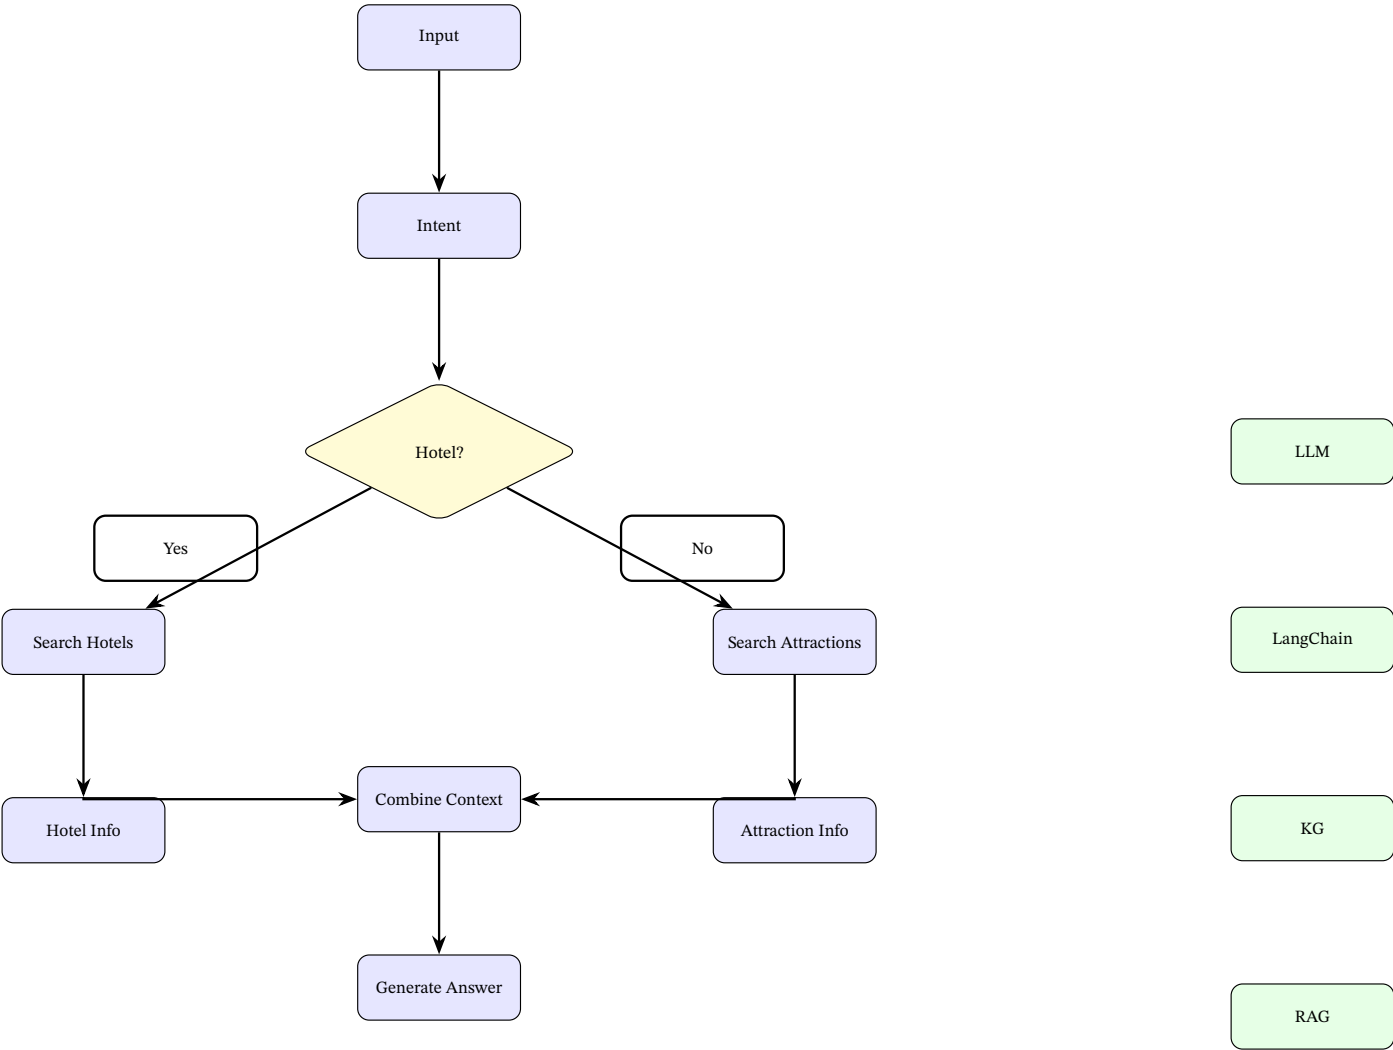 Input
Intent
Hotel?
LLM
Yes
No
Search Hotels
Search Attractions
LangChain
Combine Context
Hotel Info
Attraction Info
KG
Generate Answer
RAG